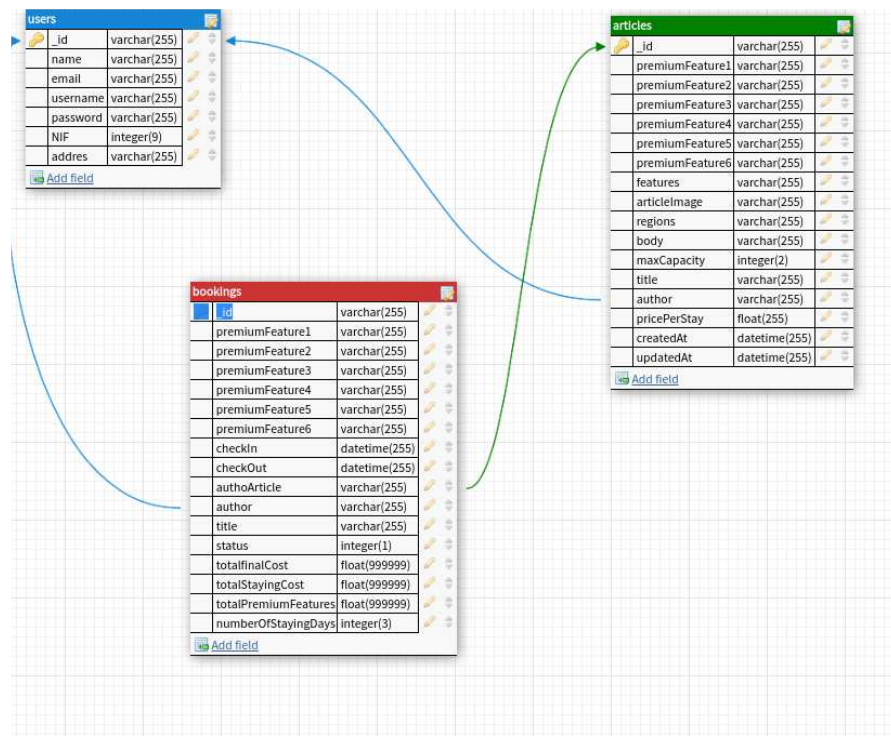 users
_id varchar(255)
name varchar(255)
email varchar(255)
username varchar(255)
password varchar(255)
NIF integer(9)
addres varchar(255)
Add field
articles
_id varchar(255)
premiumFeature1 varchar(255)
premiumFeature2 varchar(255)
premiumFeature3 varchar(255)
premiumFeature4 varchar(255)
premiumFeature5 varchar(255)
premiumFeature6 varchar(255)
features varchar(255)
articleImage varchar(255)
regions varchar(255)
body varchar(255)
maxCapacity integer(2)
title varchar(255)
author varchar(255)
pricePerStay float(255)
createdAt datetime(255)
updatedAt datetime(255)
Add field
bookings
_id varchar(255)
premiumFeature1 varchar(255)
premiumFeature2 varchar(255)
premiumFeature3 varchar(255)
premiumFeature4 varchar(255)
premiumFeature5 varchar(255)
premiumFeature6 varchar(255)
checkIn datetime(255)
checkOut datetime(255)
authoArticle varchar(255)
author varchar(255)
title varchar(255)
status integer(1)
totalfinalCost float(999999)
totalStayingCost float(999999)
totalPremiumFeatures float(999999)
numberOfStayingDays integer(3)
Add field